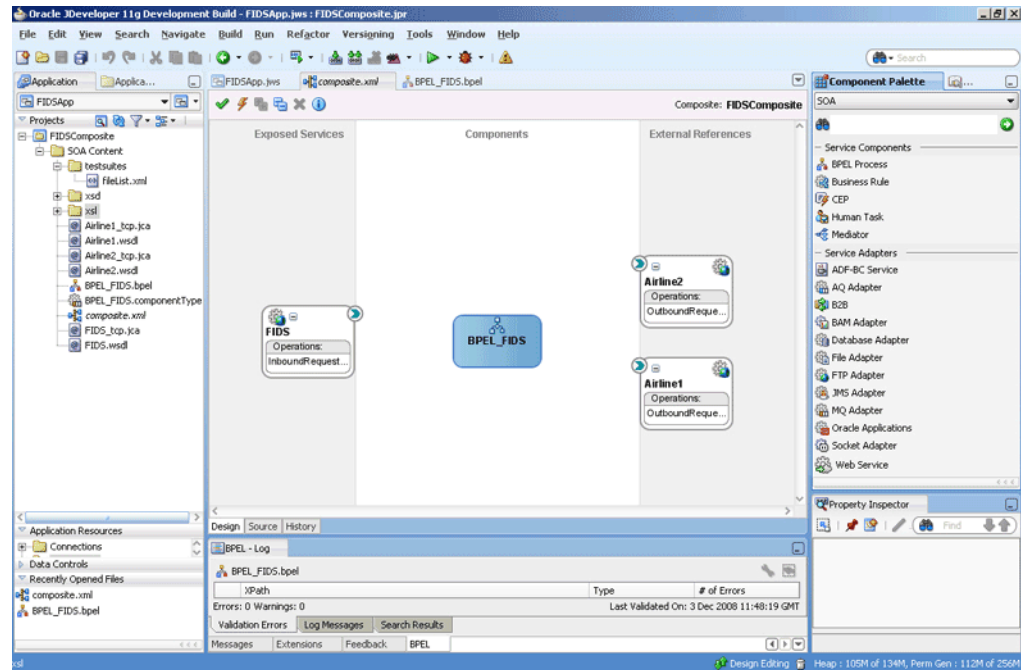 Oracle JDeveloper 11g Development Build - FIDSApp.jws : FIDSComposite.jpr
File Edit View Search Navigate Build Run Refactor Versioning Tools Window Help
Search
Application Applica...
FIDSApp
Projects
FIDSComposite
SOA Content
testsuites
fileList.xml
xsd
xsl
Airline1_tcp.jca
Airline1.wsdl
Airline2_tcp.jca
Airline2.wsdl
BPEL_FIDS.bpel
BPEL_FIDS.componentType
composite.xml
FIDS_tcp.jca
FIDS.wsdl
Application Resources
Connections
Data Controls
Recently Opened Files
composite.xml
BPEL_FIDS.bpel
FIDSApp.jws composite.xml BPEL_FIDS.bpel
Composite: FIDSComposite
Exposed Services Components External References
FIDS
Operations:
InboundRequest...
BPEL_FIDS
Airline2
Operations:
OutboundReque...
Airline1
Operations:
OutboundReque...
Design Source History
BPEL - Log
BPEL_FIDS.bpel
XPath Type # of Errors
Errors: 0 Warnings: 0 Last Validated On: 3 Dec 2008 11:48:19 GMT
Validation Errors Log Messages Search Results
Messages Extensions Feedback BPEL
Component Palette
SOA
Service Components
BPEL Process
Business Rule
CEP
Human Task
Mediator
Service Adapters
ADF-BC Service
AQ Adapter
B2B
BAM Adapter
Database Adapter
File Adapter
FTP Adapter
JMS Adapter
MQ Adapter
Oracle Applications
Socket Adapter
Web Service
Property Inspector
Find
xsl Design Editing Heap : 105M of 134M, Perm Gen : 112M of 256M